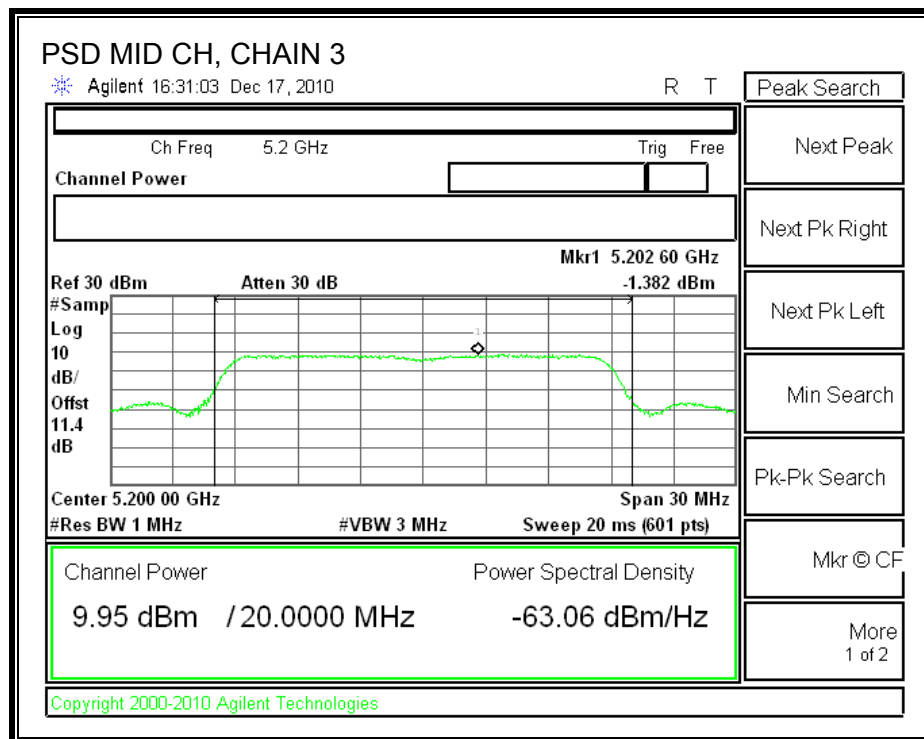 PSD MID CH, CHAIN 3
Agilent 16:31:03 Dec 17, 2010 R T
Peak Search
Ch Freq 5.2 GHz Trig Free
Channel Power
Next Peak
Next Pk Right
Mkr1 5.202 60 GHz
Ref 30 dBm Atten 30 dB -1.382 dBm
#Samp
Log
10
dB/
Offst
11.4
dB
1
Next Pk Left
Min Search
Pk-Pk Search
Center 5.200 00 GHz Span 30 MHz
#Res BW 1 MHz #VBW 3 MHz Sweep 20 ms (601 pts)
Mkr © CF
Channel Power Power Spectral Density
9.95 dBm / 20.0000 MHz -63.06 dBm/Hz
More
1 of 2
Copyright 2000-2010 Agilent Technologies